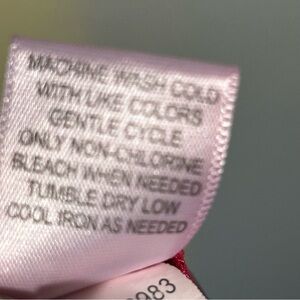 MACHINE WASH COLD
WITH LIKE COLORS
GENTLE CYCLE
ONLY NON-CHLORINE
BLEACH WHEN NEEDED
TUMBLE DRY LOW
COOL IRON AS NEEDED